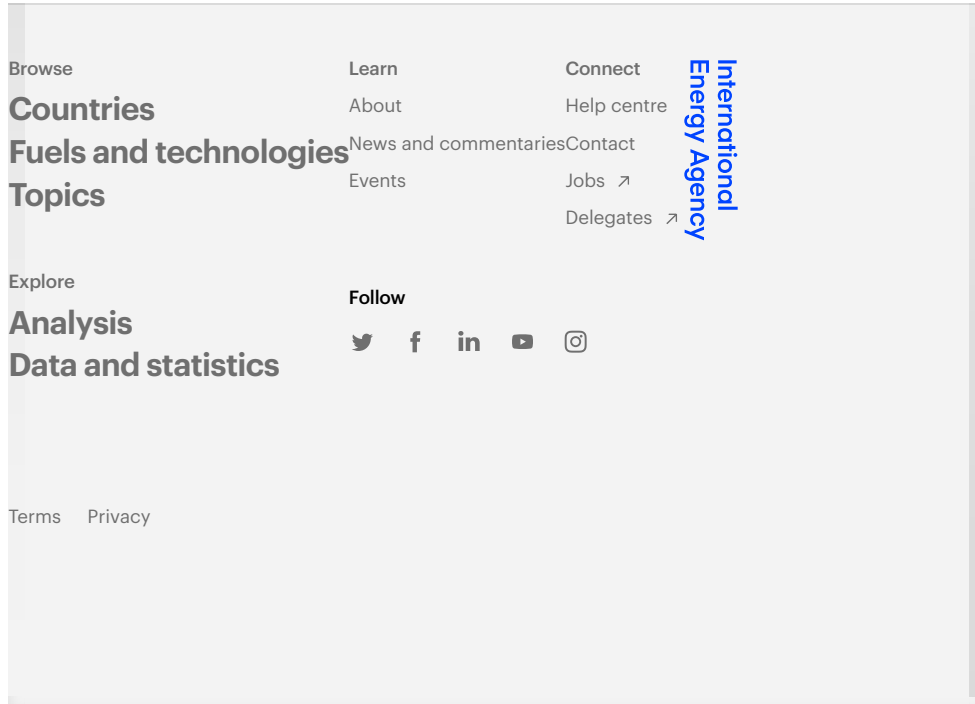 Browse
Countries
Fuels and technologies
Topics
Explore
Analysis
Data and statistics
Learn
About
News and commentaries
Events
Connect
Help centre
Contact
Jobs ↗
Delegates ↗
International
Energy Agency
Follow
Terms Privacy